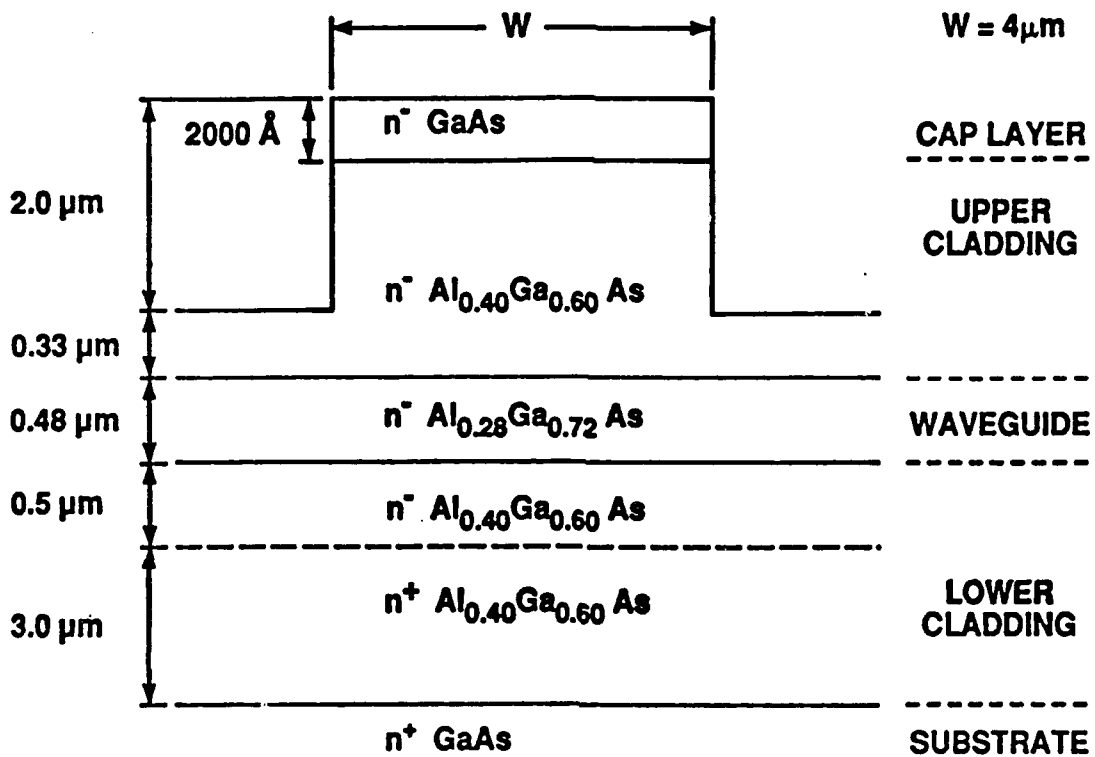 W
W = 4μm
2000 Å
n⁻ GaAs
CAP LAYER
2.0 μm
UPPER
CLADDING
n⁻ Al₀.₄₀Ga₀.₆₀ As
0.33 μm
0.48 μm
n⁻ Al₀.₂₈Ga₀.₇₂ As
WAVEGUIDE
0.5 μm
n⁻ Al₀.₄₀Ga₀.₆₀ As
n⁺ Al₀.₄₀Ga₀.₆₀ As
LOWER
CLADDING
3.0 μm
n⁺ GaAs
SUBSTRATE